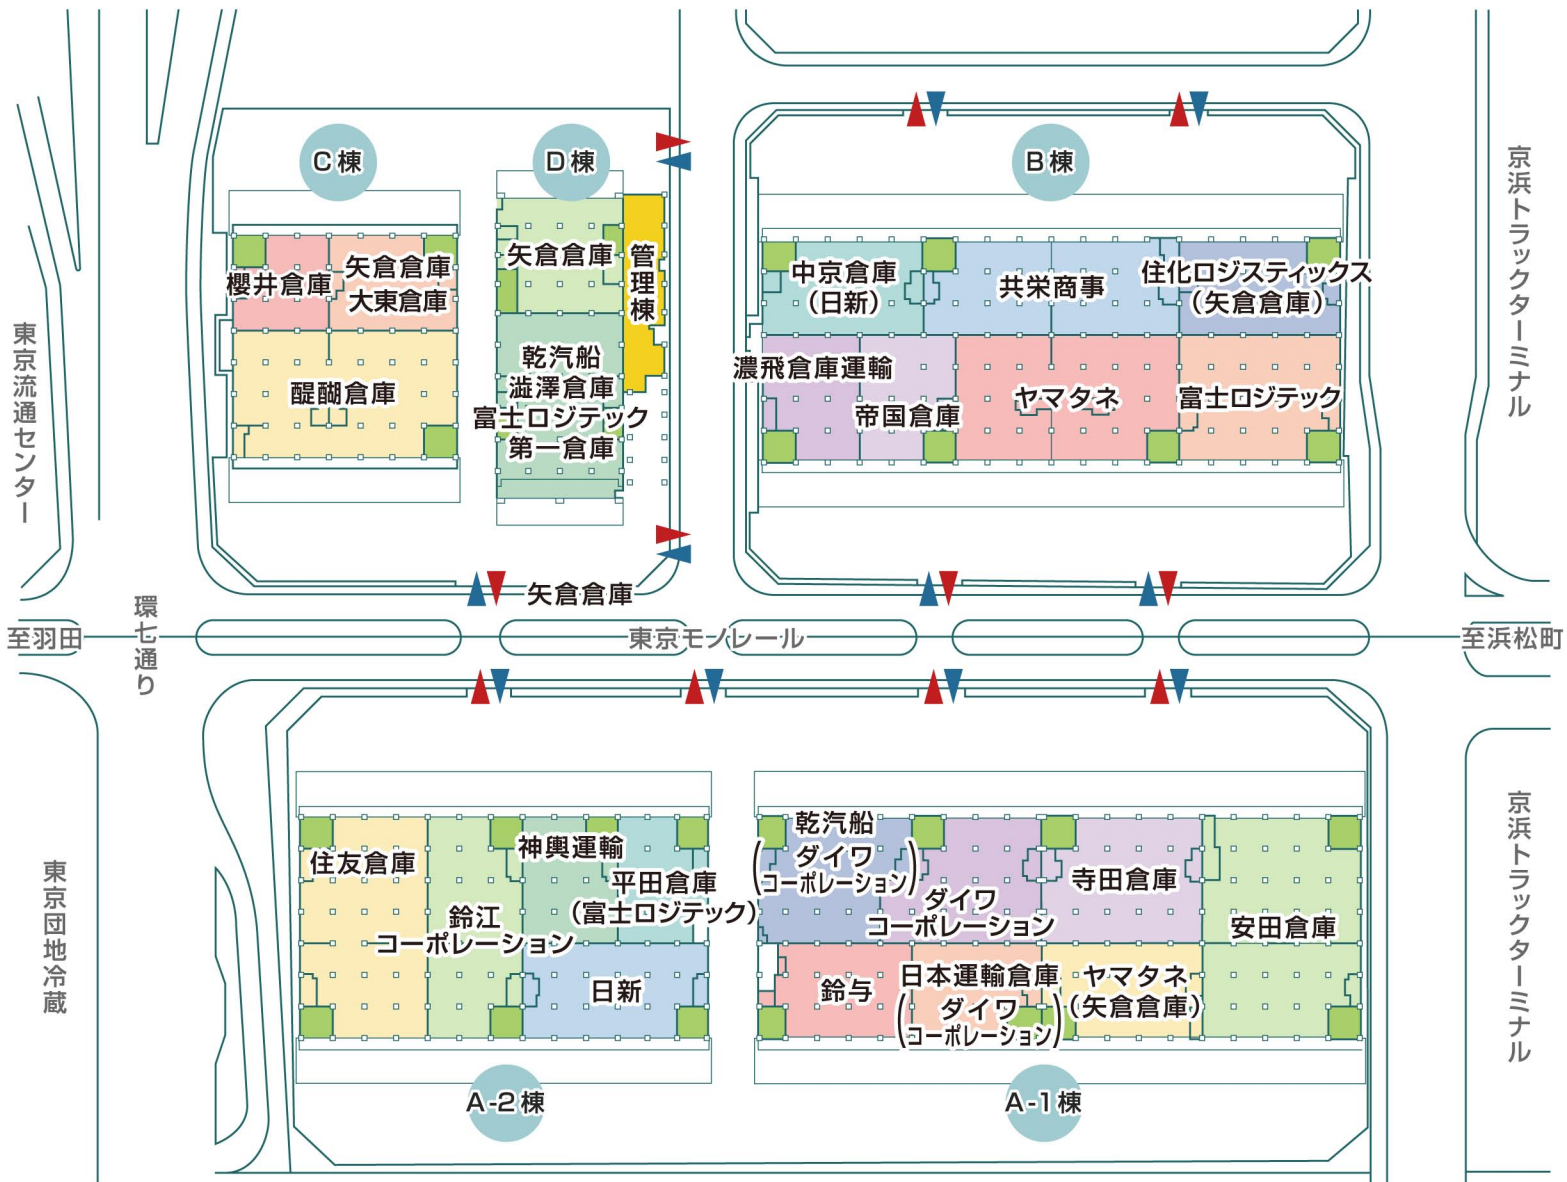 C棟
D棟
B棟
櫻井倉庫
矢倉倉庫
大東倉庫
醍醐倉庫
矢倉倉庫
管理棟
乾汽船
澁澤倉庫
富士ロジテック
第一倉庫
中京倉庫
（日新）
共栄商事
住化ロジスティックス
（矢倉倉庫）
濃飛倉庫運輸
帝国倉庫
ヤマタネ
富士ロジテック
京浜トラックターミナル
東京流通センター
矢倉倉庫
至羽田
環七通り
東京モノレール
至浜松町
住友倉庫
鈴江
コーポレーション
神輿運輸
平田倉庫
（富士ロジテック）
日新
乾汽船
（ダイワ
コーポレーション）
ダイワ
コーポレーション
寺田倉庫
安田倉庫
鈴与
日本運輸倉庫
（ダイワ
コーポレーション）
ヤマタネ
（矢倉倉庫）
東京団地冷蔵
京浜トラックターミナル
A-2棟
A-1棟